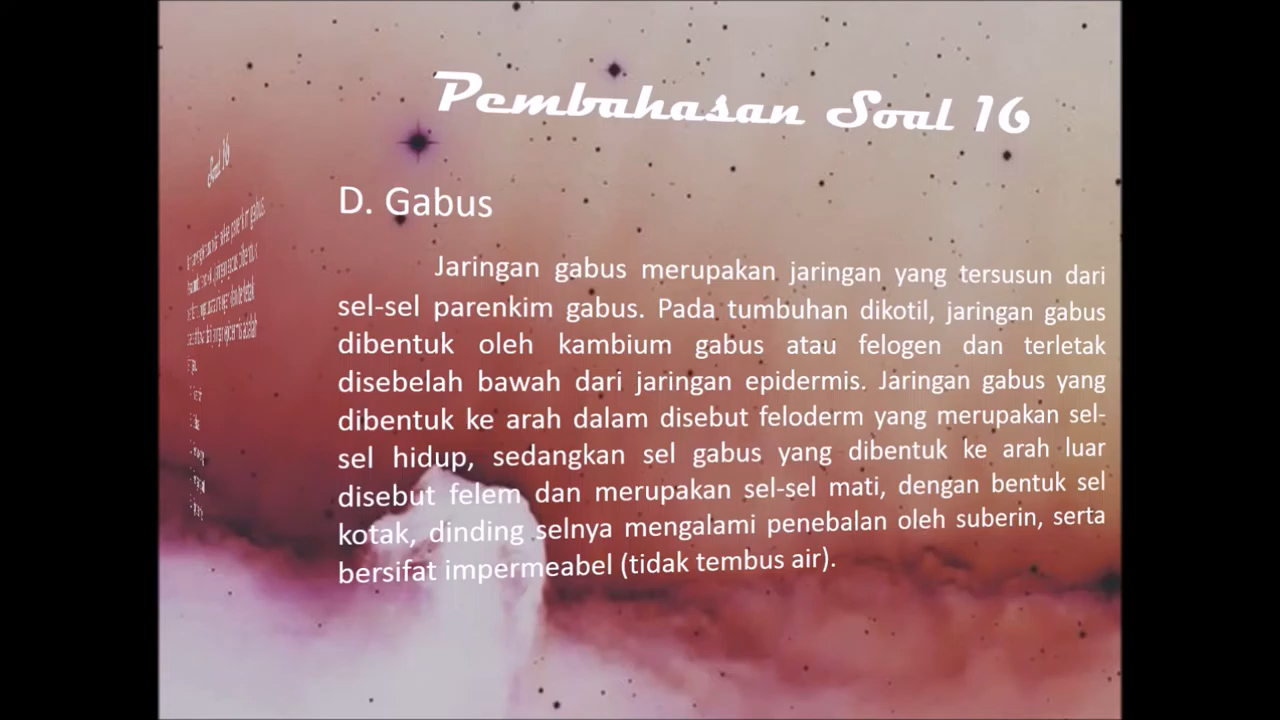 Pembahasan Soal 16
D. Gabus
Jaringan gabus merupakan jaringan yang tersusun dari
sel-sel parenkim gabus. Pada tumbuhan dikotil, jaringan gabus
dibentuk oleh kambium gabus atau felogen dan terletak
disebelah bawah dari jaringan epidermis. Jaringan gabus yang
dibentuk ke arah dalam disebut feloderm yang merupakan sel-
sel hidup, sedangkan sel gabus yang dibentuk ke arah luar
disebut felem dan merupakan sel-sel mati, dengan bentuk sel
kotak, dinding selnya mengalami penebalan oleh suberin, serta
bersifat impermeabel (tidak tembus air).
Soal 16